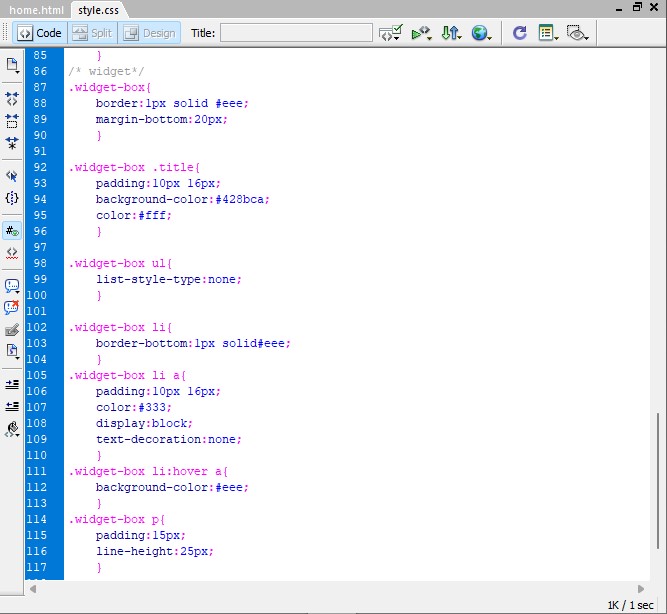 home.html style.css
Code Split Design Title:
85 }
86 /* widget*/
87 .widget-box{
88 border:1px solid #eee;
89 margin-bottom:20px;
90 }
91
92 .widget-box .title{
93 padding:10px 16px;
94 background-color:#428bca;
95 color:#fff;
96 }
97
98 .widget-box ul{
99 list-style-type:none;
100 }
101
102 .widget-box li{
103 border-bottom:1px solid#eee;
104 }
105 .widget-box li a{
106 padding:10px 16px;
107 color:#333;
108 display:block;
109 text-decoration:none;
110 }
111 .widget-box li:hover a{
112 background-color:#eee;
113 }
114 .widget-box p{
115 padding:15px;
116 line-height:25px;
117 }
1K / 1 sec